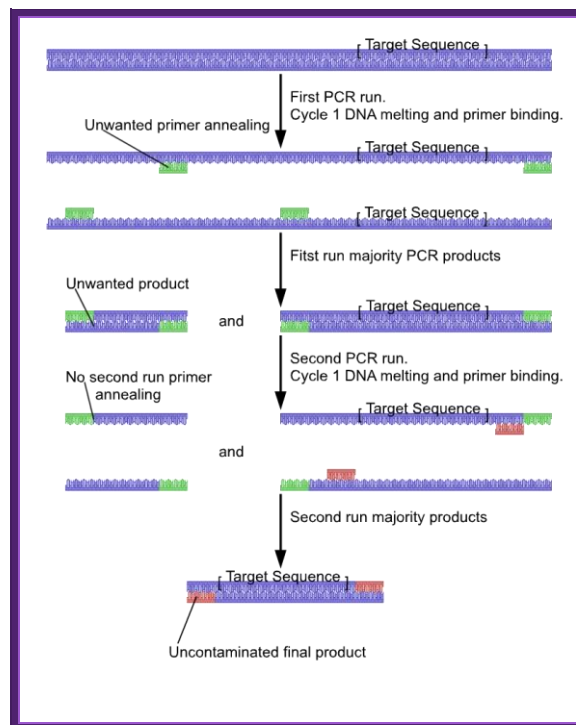 [ Target Sequence ]
First PCR run.
Cycle 1 DNA melting and primer binding.
Unwanted primer annealing
[ Target Sequence ]
[ Target Sequence ]
Fitst run majority PCR products
Unwanted product
[ Target Sequence ]
and
Second PCR run.
Cycle 1 DNA melting and primer binding.
No second run primer
annealing
[ Target Sequence ]
and
Second run majority products
[ Target Sequence ]
Uncontaminated final product